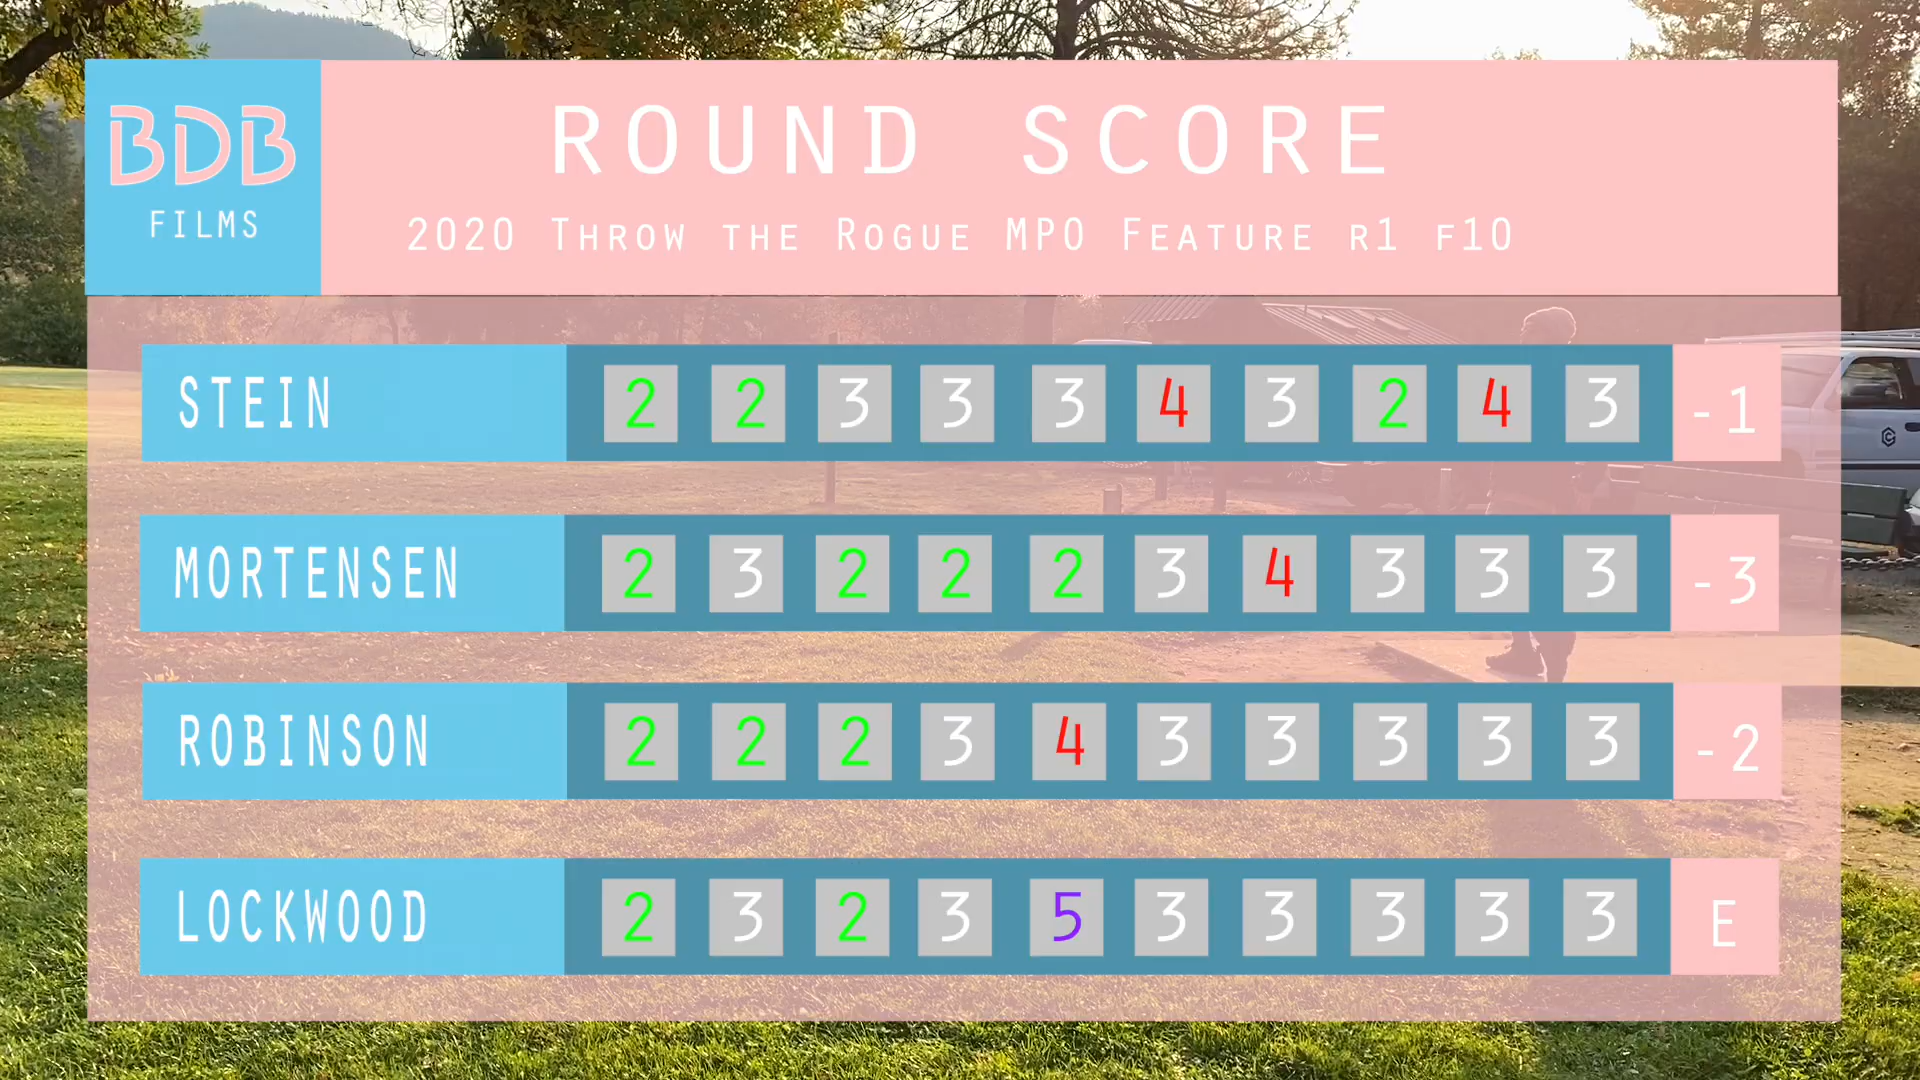 BDB
FILMS
ROUND SCORE
2020 Throw the Rogue MPO Feature r1 f10
STEIN 2 2 3 3 3 4 3 2 4 3 -1
MORTENSEN 2 3 2 2 2 3 4 3 3 3 -3
ROBINSON 2 2 2 3 4 3 3 3 3 3 -2
LOCKWOOD 2 3 2 3 5 3 3 3 3 3 E